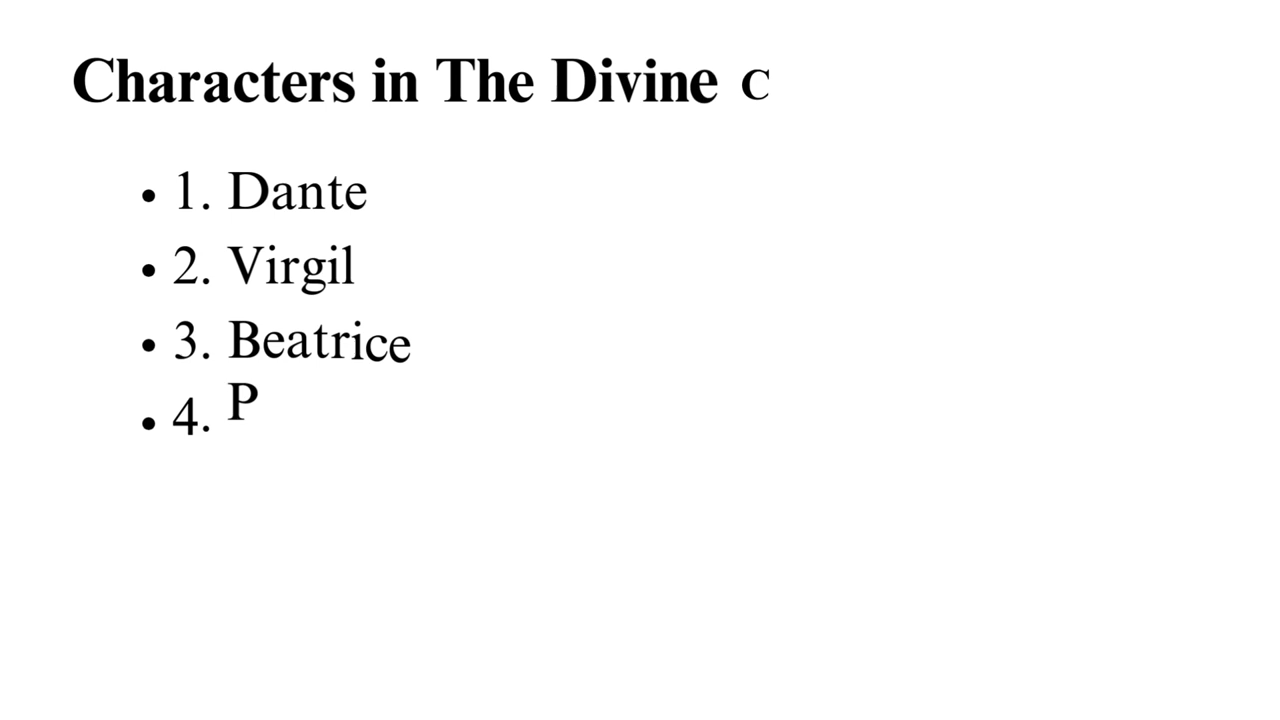 Characters in The Divine C
• 1. Dante
• 2. Virgil
• 3. Beatrice
• 4. P